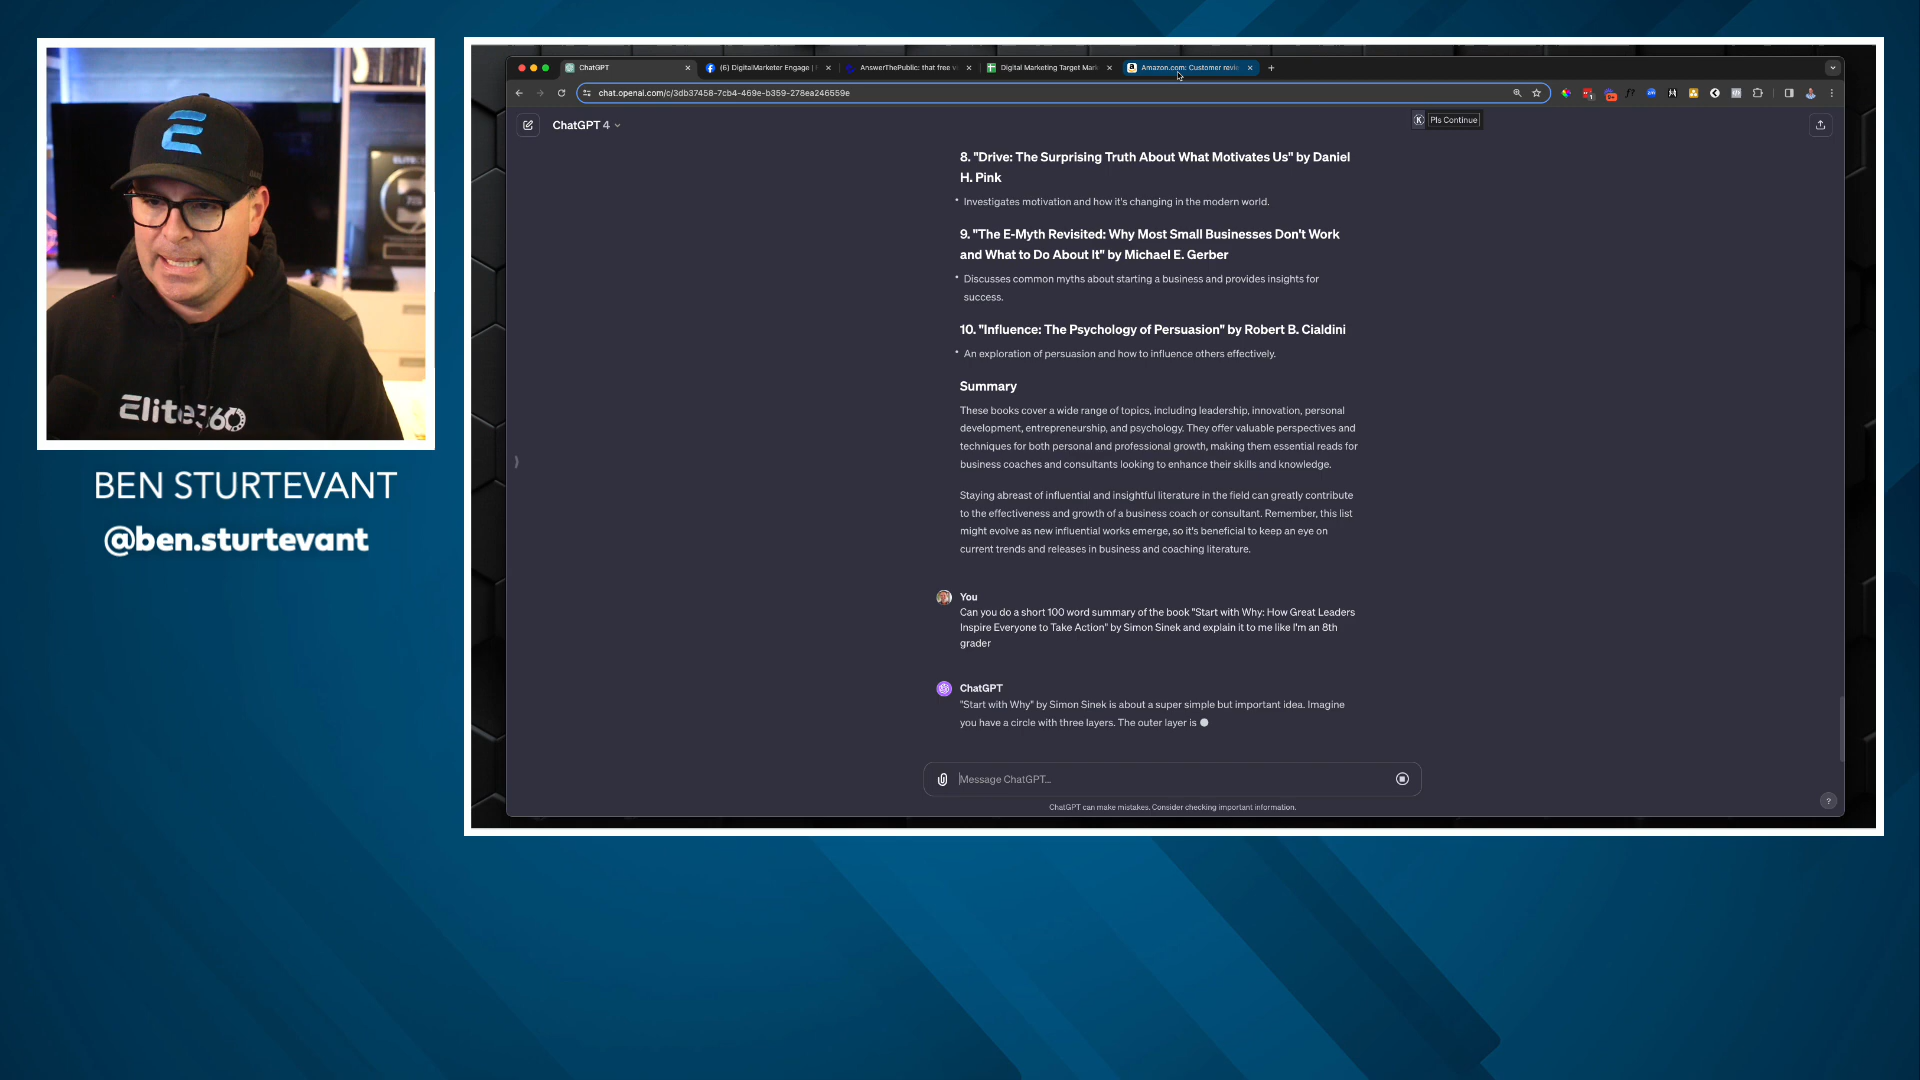 Elite360
BEN STURTEVANT
@ben.sturtevant
ChatGPT
(6) DigitalMarketer Engage |
AnswerThePublic: that free v
Digital Marketing Target Mar
Amazon.com: Customer revie
chat.openai.com/c/3db37458-7cb4-469e-b359-278ea246559e
ChatGPT 4
K Pls Continue
8. "Drive: The Surprising Truth About What Motivates Us" by Daniel
H. Pink
• Investigates motivation and how it's changing in the modern world.
9. "The E-Myth Revisited: Why Most Small Businesses Don't Work
and What to Do About It" by Michael E. Gerber
• Discusses common myths about starting a business and provides insights for
success.
10. "Influence: The Psychology of Persuasion" by Robert B. Cialdini
• An exploration of persuasion and how to influence others effectively.
Summary
These books cover a wide range of topics, including leadership, innovation, personal
development, entrepreneurship, and psychology. They offer valuable perspectives and
techniques for both personal and professional growth, making them essential reads for
business coaches and consultants looking to enhance their skills and knowledge.
Staying abreast of influential and insightful literature in the field can greatly contribute
to the effectiveness and growth of a business coach or consultant. Remember, this list
might evolve as new influential works emerge, so it's beneficial to keep an eye on
current trends and releases in business and coaching literature.
You
Can you do a short 100 word summary of the book "Start with Why: How Great Leaders
Inspire Everyone to Take Action" by Simon Sinek and explain it to me like I'm an 8th
grader
ChatGPT
"Start with Why" by Simon Sinek is about a super simple but important idea. Imagine
you have a circle with three layers. The outer layer is
Message ChatGPT...
ChatGPT can make mistakes. Consider checking important information.
?